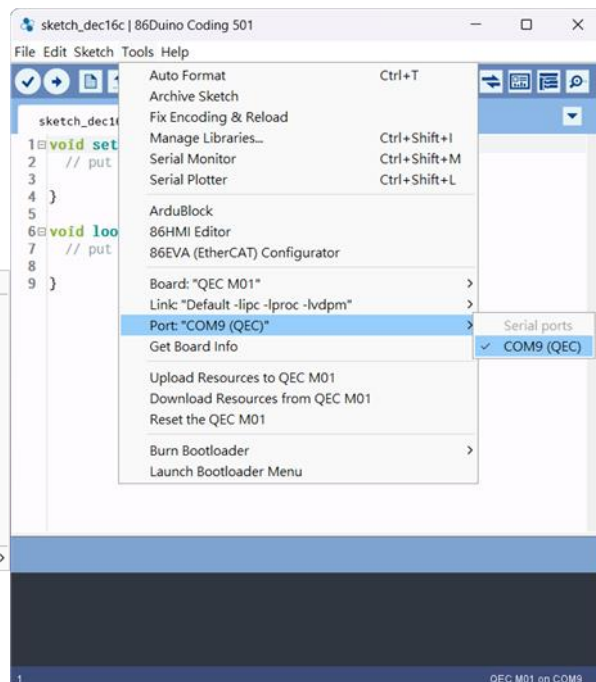 sketch_dec16c | 86Duino Coding 501
File Edit Sketch Tools Help
sketch_dec16
1 void set
2 // put
3
4 }
5
6 void loo
7 // put
8
9 }
Auto Format Ctrl+T
Archive Sketch
Fix Encoding & Reload
Manage Libraries... Ctrl+Shift+I
Serial Monitor Ctrl+Shift+M
Serial Plotter Ctrl+Shift+L
ArduBlock
86HMI Editor
86EVA (EtherCAT) Configurator
Board: "QEC M01"
Link: "Default -lipc -lproc -lvdpm"
Port: "COM9 (QEC)"
Get Board Info
Upload Resources to QEC M01
Download Resources from QEC M01
Reset the QEC M01
Burn Bootloader
Launch Bootloader Menu
Serial ports
COM9 (QEC)
1 QEC M01 on COM9